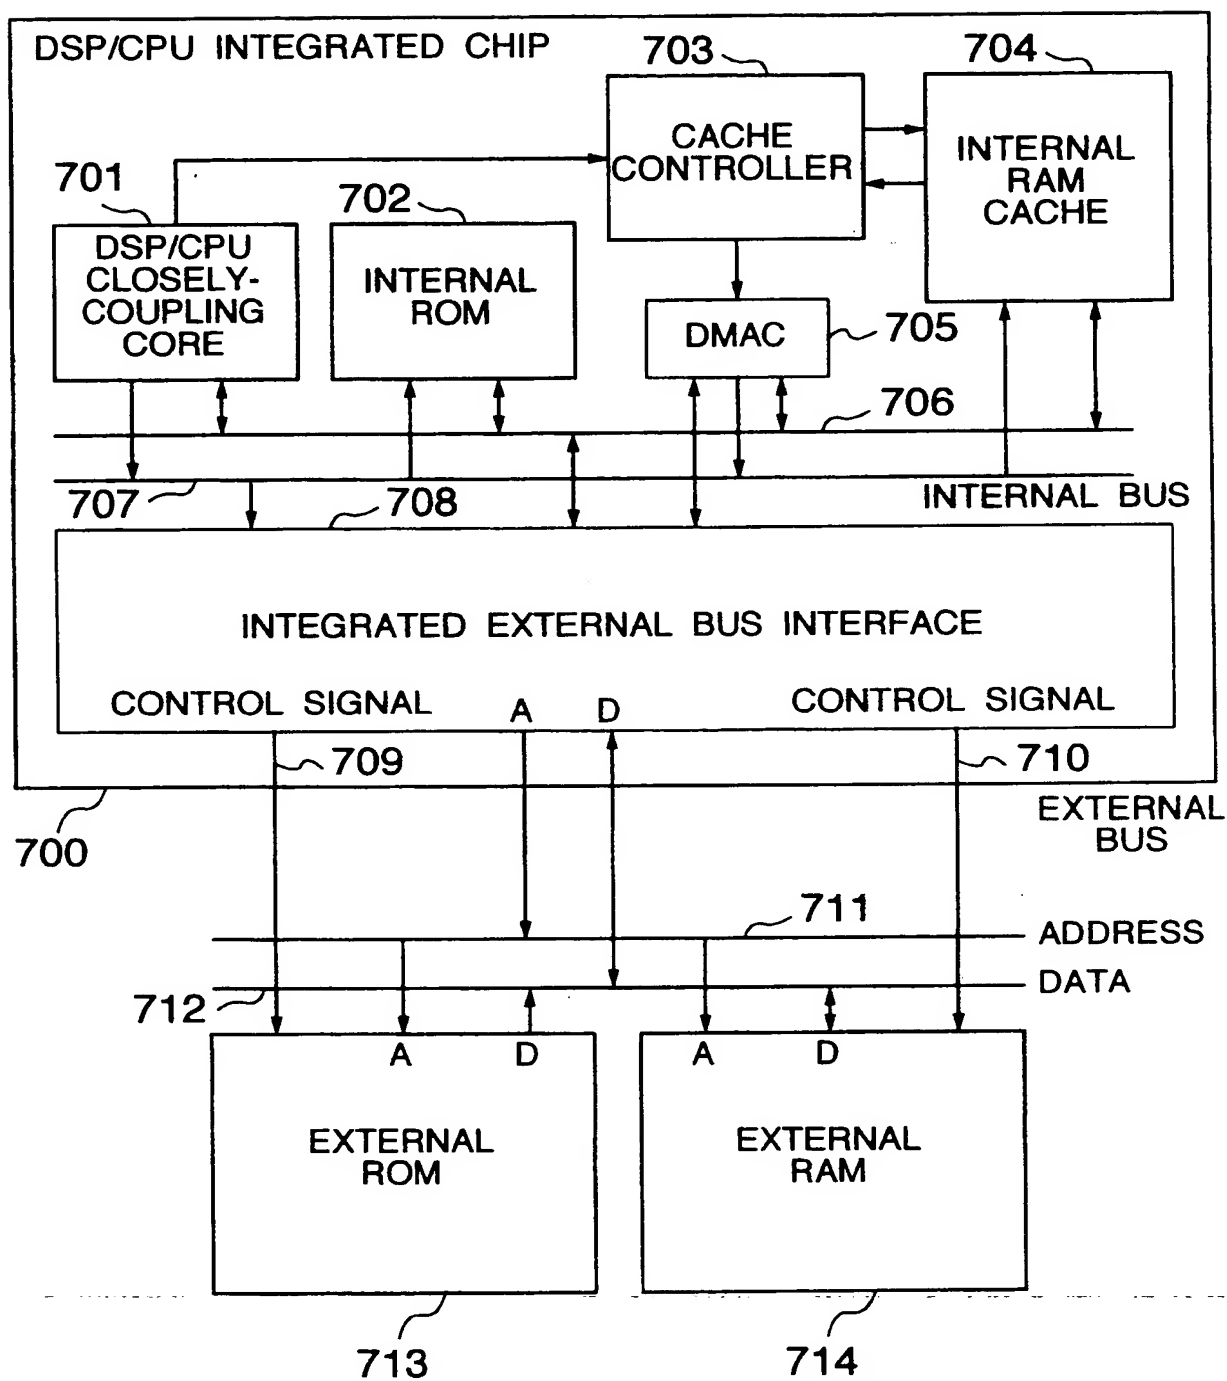 DSP/CPU INTEGRATED CHIP
703
704
CACHE
CONTROLLER
INTERNAL
RAM
CACHE
701
702
DSP/CPU
CLOSELY-
COUPLING
CORE
INTERNAL
ROM
DMAC
705
706
707
708
INTERNAL BUS
INTEGRATED EXTERNAL BUS INTERFACE
CONTROL SIGNAL
A
D
CONTROL SIGNAL
709
710
700
EXTERNAL
BUS
711
ADDRESS
712
DATA
A
D
A
D
EXTERNAL
ROM
EXTERNAL
RAM
713
714